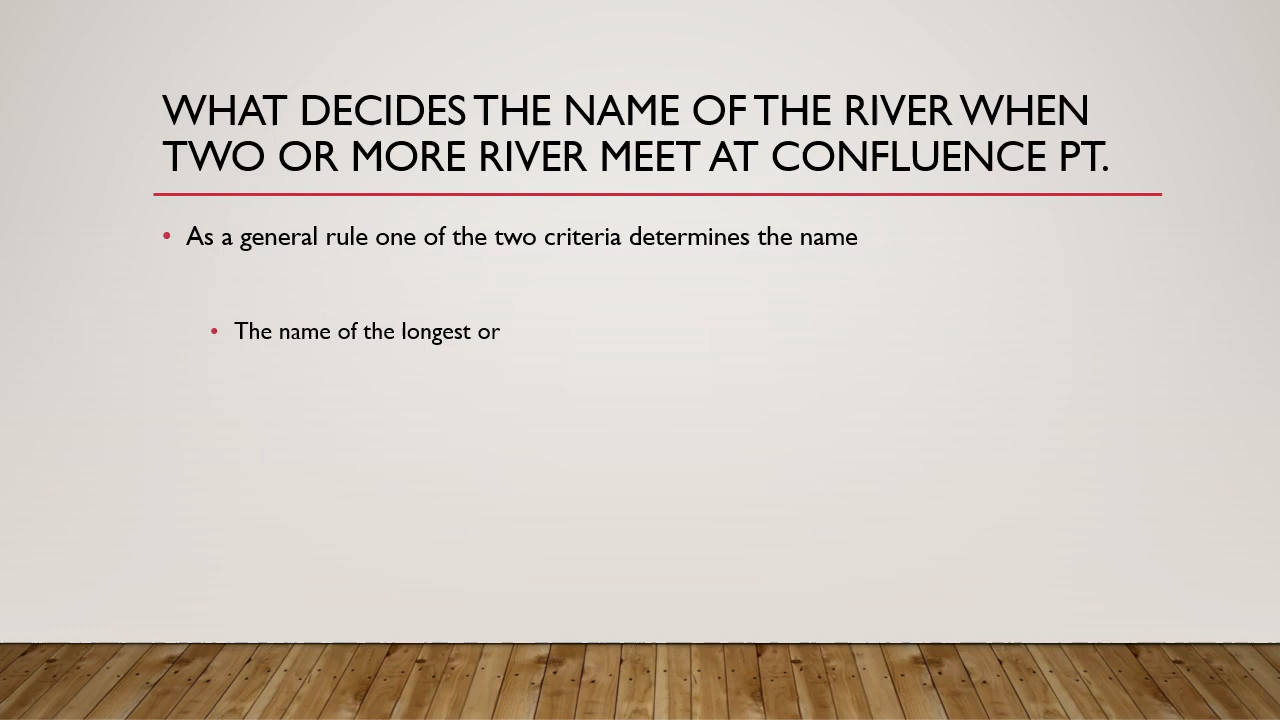 WHAT DECIDES THE NAME OF THE RIVER WHEN
TWO OR MORE RIVER MEET AT CONFLUENCE PT.
• As a general rule one of the two criteria determines the name
• The name of the longest or